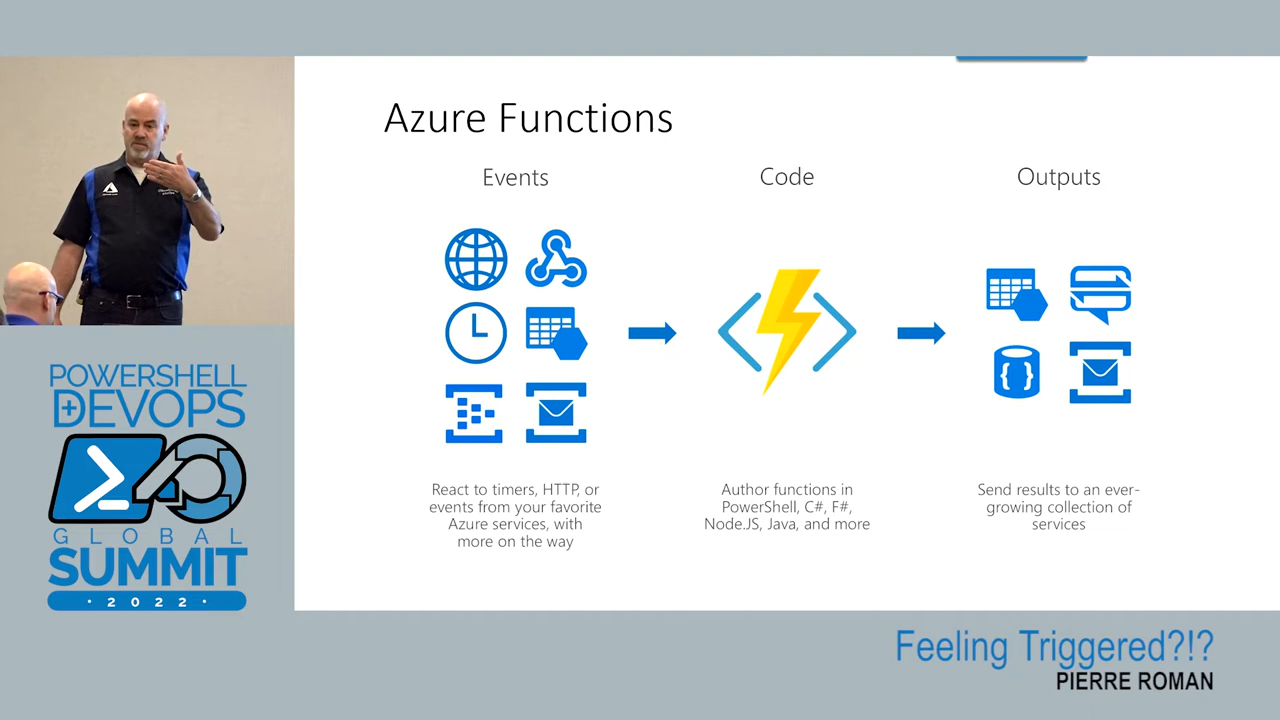 Azure Functions
Events
Code
Outputs
React to timers, HTTP, or
events from your favorite
Azure services, with
more on the way
Author functions in
PowerShell, C#, F#,
Node.JS, Java, and more
Send results to an ever-
growing collection of
services
POWERSHELL
+DEVOPS
GLOBAL
SUMMIT
· 2022 ·
Feeling Triggered?!?
PIERRE ROMAN